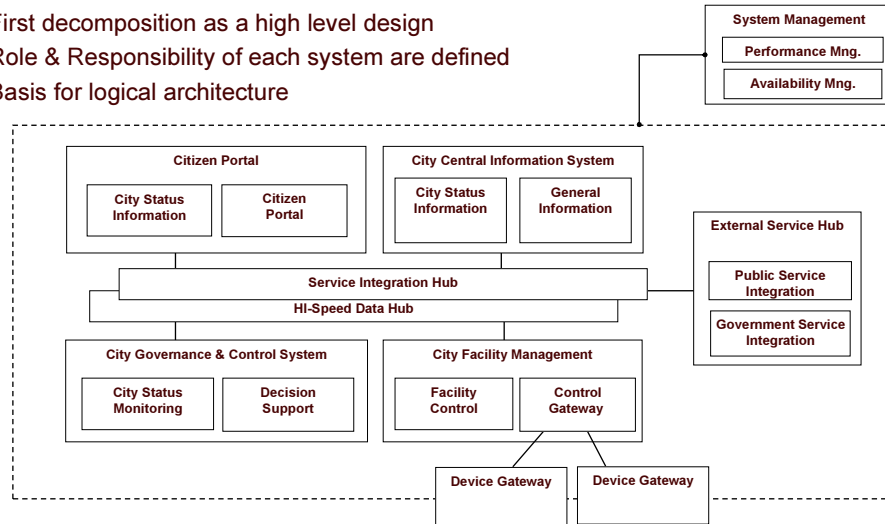 irst decomposition as a high level design
Role & Responsibility of each system are defined
Basis for logical architecture
System Management
Performance Mng.
Availability Mng.
Citizen Portal
City Status
Information
Citizen
Portal
City Central Information System
City Status
Information
General
Information
External Service Hub
Public Service
Integration
Government Service
Integration
Service Integration Hub
HI-Speed Data Hub
City Governance & Control System
City Status
Monitoring
Decision
Support
City Facility Management
Facility
Control
Control
Gateway
Device Gateway
Device Gateway